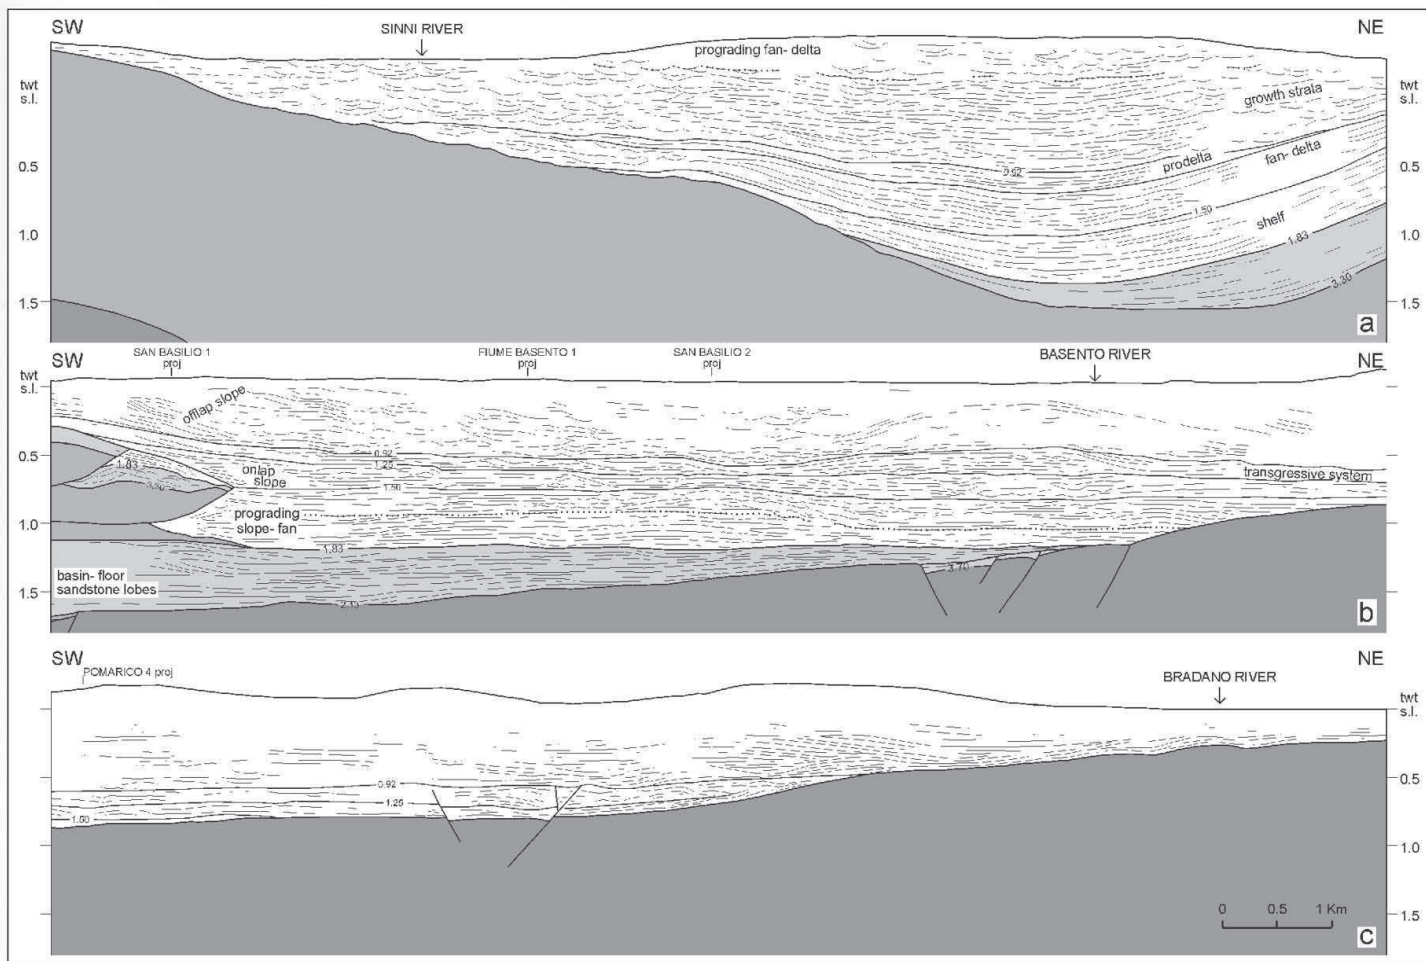 SW
SINNI RIVER
NE
prograding fan- delta
twt
s.l.
twt
s.l.
growth strata
fan- delta
prodelta
0.92
0.5
0.5
1.50
shelf
1.0
1.83
1.0
3.30
1.5
1.5
a
SW
SAN BASILIO 1
proj
FIUME BASENTO 1
proj
SAN BASILIO 2
proj
BASENTO RIVER
NE
twt
s.l.
offlap slope
0.5
0.92
1.25
1.83
onlap
slope
transgressive system
1.50
prograding
slope- fan
1.0
1.83
basin- floor
sandstone lobes
3.70
1.5
b
SW
POMARICO 4 proj
NE
BRADANO RIVER
twt
s.l.
0.92
0.5
1.25
1.50
1.0
0 0.5 1 Km
1.5
c